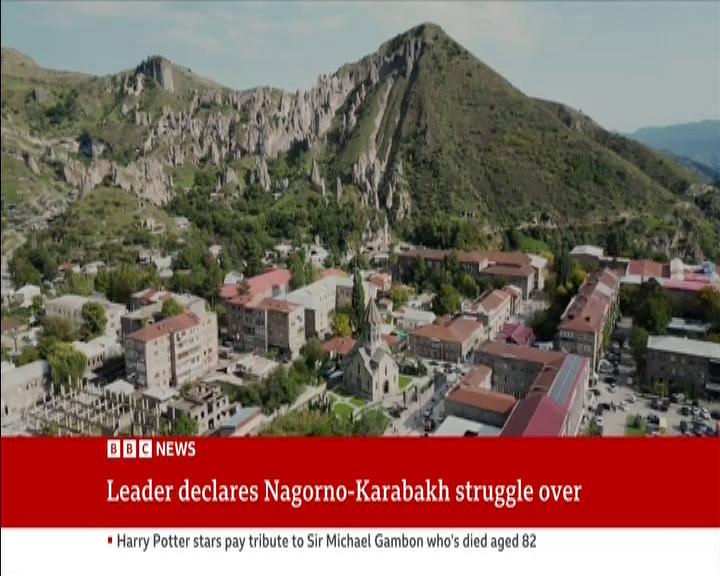 BBC NEWS
Leader declares Nagorno-Karabakh struggle over
Harry Potter stars pay tribute to Sir Michael Gambon who's died aged 82